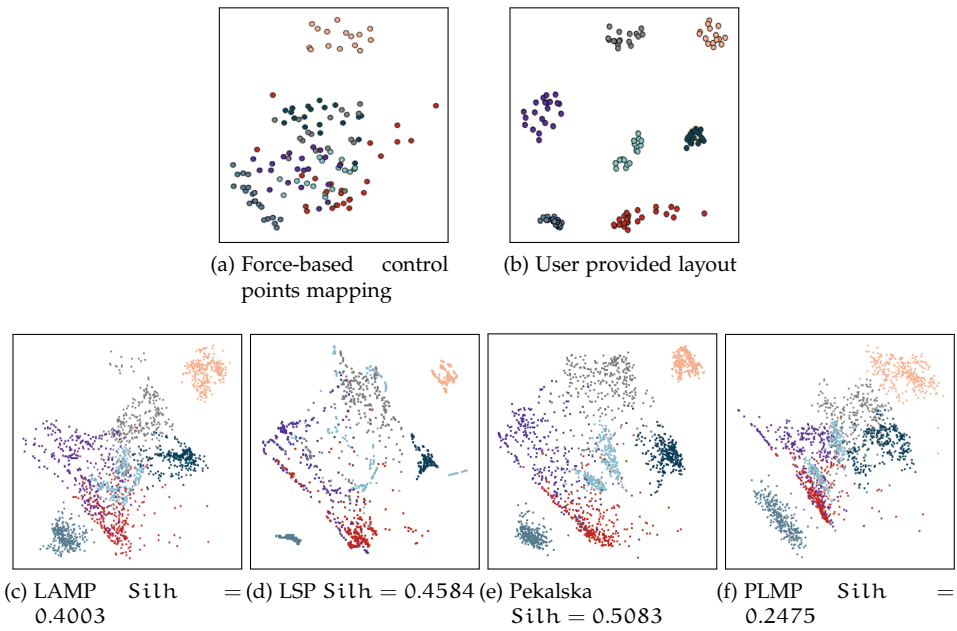 (a) Force-based control
points mapping
(b) User provided layout
(c) LAMP Silh =
0.4003
(d) LSP Silh = 0.4584
(e) Pekalska
Silh = 0.5083
(f) PLMP Silh =
0.2475